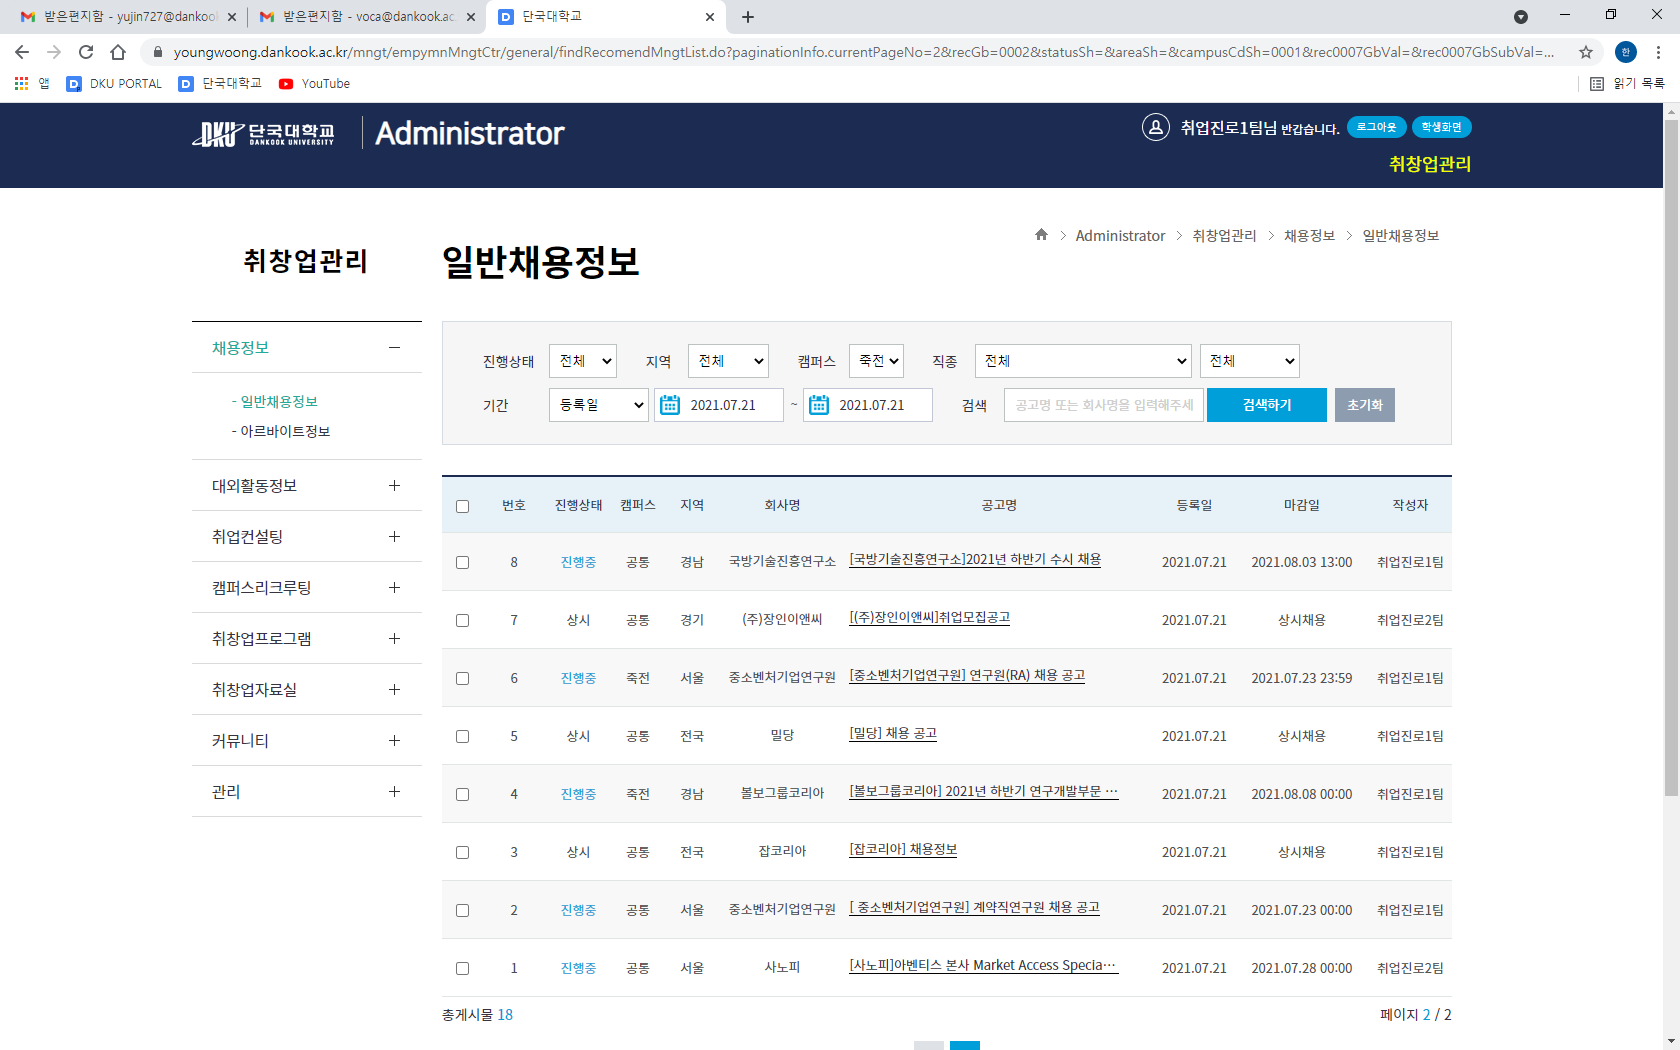 받은편지함 - yujin727@dankook
받은편지함 - voca@dankook.ac.
단국대학교
youngwoong.dankook.ac.kr/mngt/empymnMngtCtr/general/findRecomendMngtList.do?paginationInfo.currentPageNo=2&recGb=0002&statusSh=&areaSh=&campusCdSh=0001&rec0007GbVal=&rec0007GbSubVal=...
한
앱 DKU PORTAL 단국대학교 YouTube 읽기 목록
DKU 단국대학교 DANKOOK UNIVERSITY Administrator
취업진로1팀님 반갑습니다. 로그아웃 학생화면
취창업관리
Administrator > 취창업관리 > 채용정보 > 일반채용정보
취창업관리
채용정보
- 일반채용정보
- 아르바이트정보
대외활동정보
취업컨설팅
캠퍼스리크루팅
취창업프로그램
취창업자료실
커뮤니티
관리
일반채용정보
진행상태 전체 지역 전체 캠퍼스 죽전 직종 전체 전체
기간 등록일 2021.07.21 ~ 2021.07.21 검색 공고명 또는 회사명을 입력해주세 검색하기 초기화
번호 진행상태 캠퍼스 지역 회사명 공고명 등록일 마감일 작성자
8 진행중 공통 경남 국방기술진흥연구소 [국방기술진흥연구소]2021년 하반기 수시 채용 2021.07.21 2021.08.03 13:00 취업진로1팀
7 상시 공통 경기 (주)장인이앤씨 [(주)장인이앤씨]취업모집공고 2021.07.21 상시채용 취업진로2팀
6 진행중 죽전 서울 중소벤처기업연구원 [중소벤처기업연구원] 연구원(RA) 채용 공고 2021.07.21 2021.07.23 23:59 취업진로1팀
5 상시 공통 전국 밀당 [밀당] 채용 공고 2021.07.21 상시채용 취업진로1팀
4 진행중 죽전 경남 볼보그룹코리아 [볼보그룹코리아] 2021년 하반기 연구개발부문 ⋯ 2021.07.21 2021.08.08 00:00 취업진로1팀
3 상시 공통 전국 잡코리아 [잡코리아] 채용정보 2021.07.21 상시채용 취업진로1팀
2 진행중 공통 서울 중소벤처기업연구원 [ 중소벤처기업연구원] 계약직연구원 채용 공고 2021.07.21 2021.07.23 00:00 취업진로1팀
1 진행중 공통 서울 사노피 [사노피]아벤티스 본사 Market Access Specia⋯ 2021.07.21 2021.07.28 00:00 취업진로2팀
총게시물 18
페이지 2 / 2